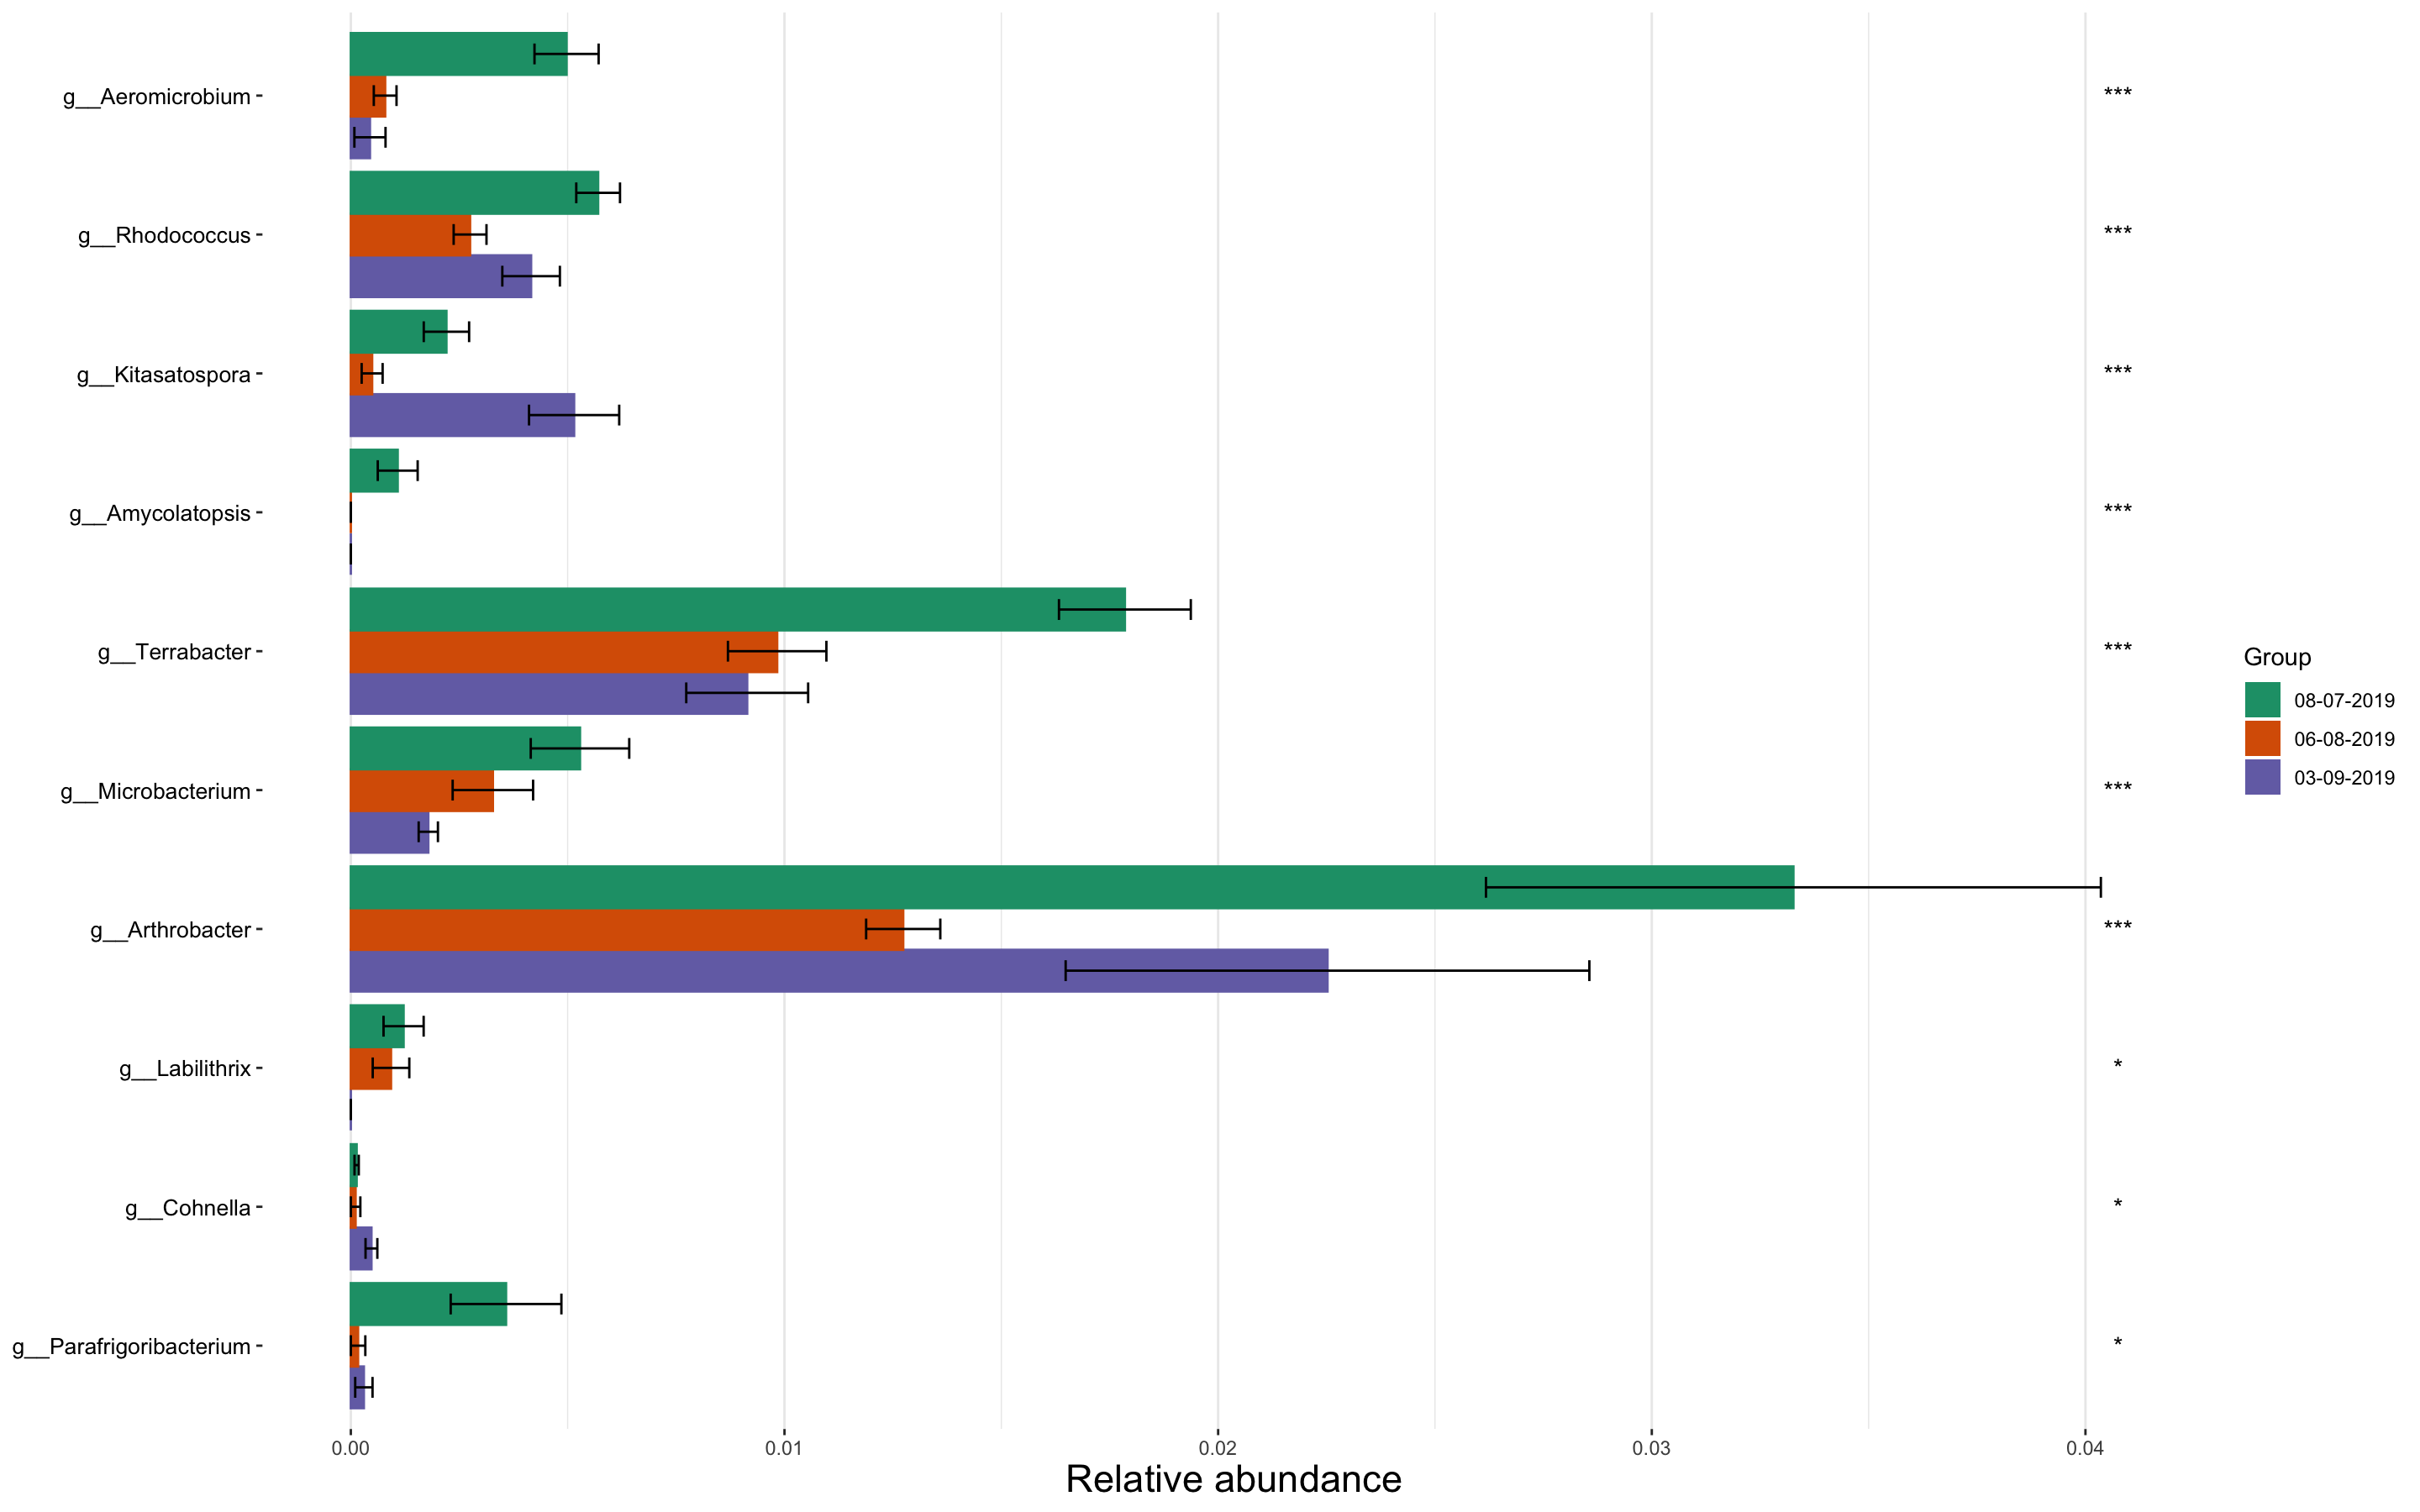 g__Aeromicrobium
***
g__Rhodococcus
***
g__Kitasatospora
***
g__Amycolatopsis
***
g__Terrabacter
***
g__Microbacterium
***
g__Arthrobacter
***
g__Labilithrix
*
g__Cohnella
*
g__Parafrigoribacterium
*
0.00 0.01 0.02 0.03 0.04
Relative abundance
Group
08-07-2019
06-08-2019
03-09-2019